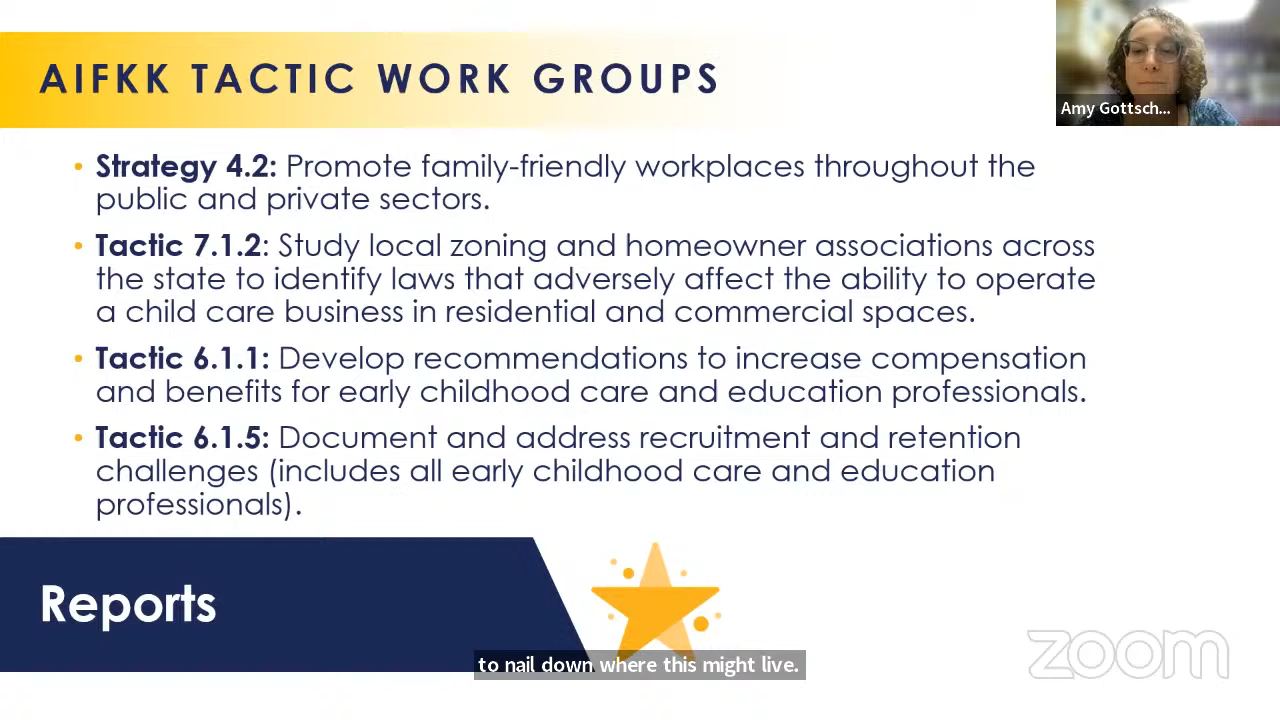 AIFKK TACTIC WORK GROUPS
Amy Gottsch...
• Strategy 4.2: Promote family-friendly workplaces throughout the
public and private sectors.
• Tactic 7.1.2: Study local zoning and homeowner associations across
the state to identify laws that adversely affect the ability to operate
a child care business in residential and commercial spaces.
• Tactic 6.1.1: Develop recommendations to increase compensation
and benefits for early childhood care and education professionals.
• Tactic 6.1.5: Document and address recruitment and retention
challenges (includes all early childhood care and education
professionals).
Reports
to nail down where this might live.
zoom